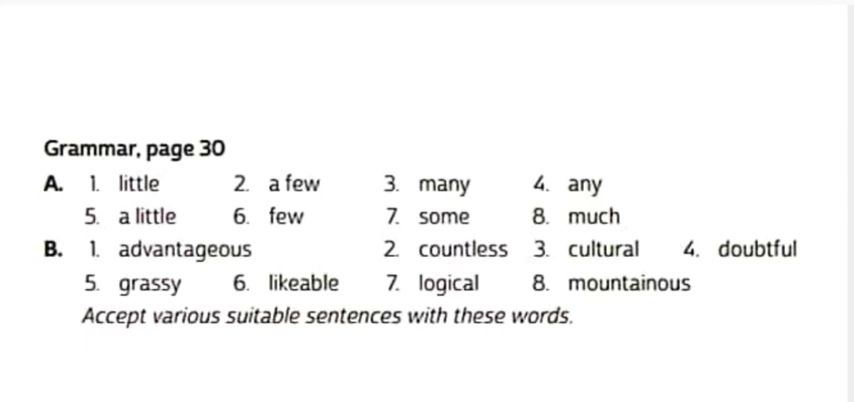 Grammar, page 30
A. 1. little 2. a few 3. many 4. any
5. a little 6. few 7. some 8. much
B. 1. advantageous 2. countless 3. cultural 4. doubtful
5. grassy 6. likeable 7. logical 8. mountainous
Accept various suitable sentences with these words.